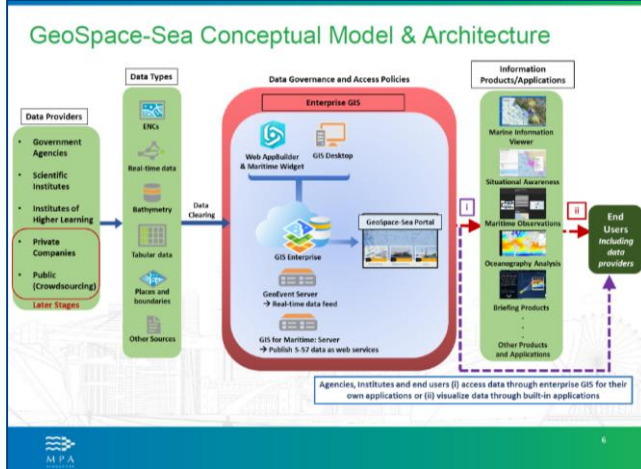 GeoSpace-Sea Conceptual Model & Architecture
Data Providers
• Government
Agencies
• Scientific
Institutes
• Institutes of
Higher Learning
• Private
Companies
• Public
(Crowdsourcing)
Later Stages
Data Types
ENCs
Real-time data
Bathymetry
Tabular data
Places and
boundaries
Other Sources
Data
Clearing
Data Governance and Access Policies
Enterprise GIS
Web AppBuilder
& Maritime Widget
GIS Desktop
GIS Enterprise
GeoSpace-Sea Portal
GeoEvent Server
→ Real-time data feed
GIS for Maritime: Server
→ Publish S-57 data as web services
i
Information
Products/Applications
Marine Information
Viewer
Situational Awareness
Maritime Observations
Oceanography Analysis
Briefing Products
.
.
.
Other Products
and Applications
ii
End
Users
Including
data
providers
Agencies, Institutes and end users (i) access data through enterprise GIS for their
own applications or (ii) visualize data through built-in applications
MPA
SINGAPORE
6